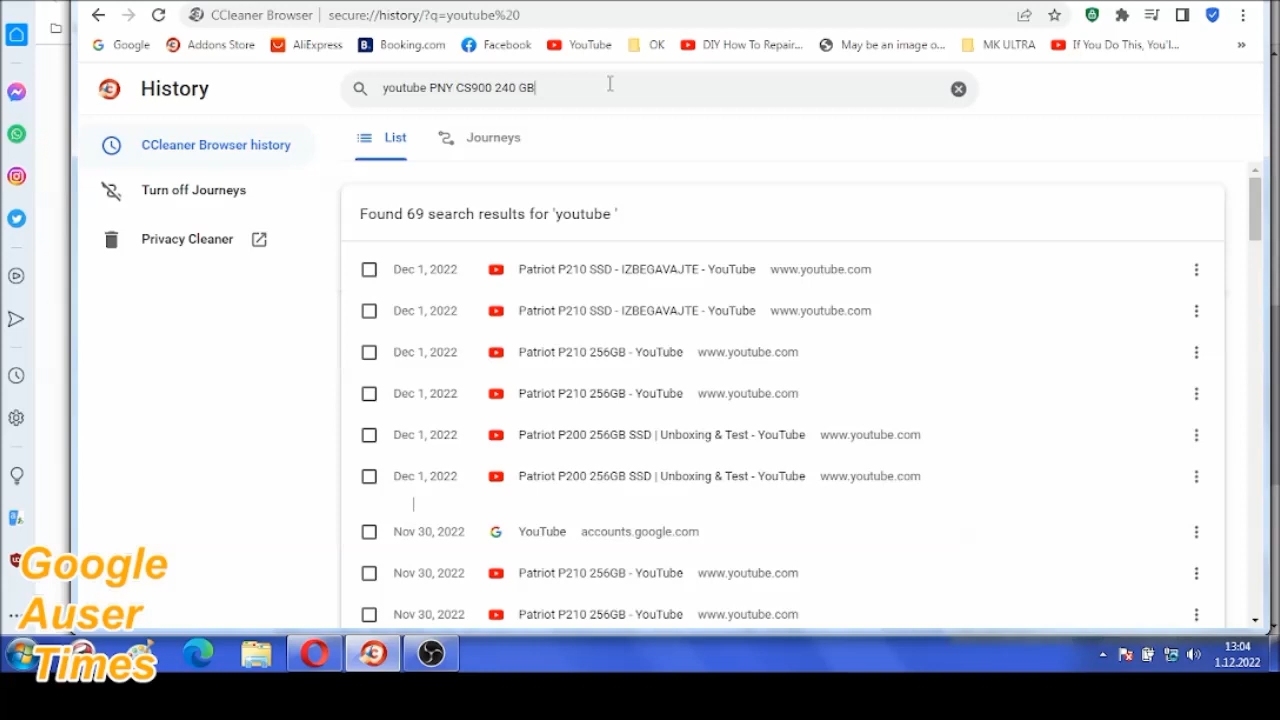 CCleaner Browser | secure://history/?q=youtube%20
Google Addons Store AliExpress Booking.com Facebook YouTube OK DIY How To Repair... May be an image o... MK ULTRA If You Do This, You'l... »
History
youtube PNY CS900 240 GB
CCleaner Browser history
List Journeys
Turn off Journeys
Privacy Cleaner
Found 69 search results for 'youtube '
Dec 1, 2022 Patriot P210 SSD - IZBEGAVAJTE - YouTube www.youtube.com
Dec 1, 2022 Patriot P210 SSD - IZBEGAVAJTE - YouTube www.youtube.com
Dec 1, 2022 Patriot P210 256GB - YouTube www.youtube.com
Dec 1, 2022 Patriot P210 256GB - YouTube www.youtube.com
Dec 1, 2022 Patriot P200 256GB SSD | Unboxing & Test - YouTube www.youtube.com
Dec 1, 2022 Patriot P200 256GB SSD | Unboxing & Test - YouTube www.youtube.com
Nov 30, 2022 YouTube accounts.google.com
Nov 30, 2022 Patriot P210 256GB - YouTube www.youtube.com
Nov 30, 2022 Patriot P210 256GB - YouTube www.youtube.com
Google
Auser
Times
13:04
1.12.2022